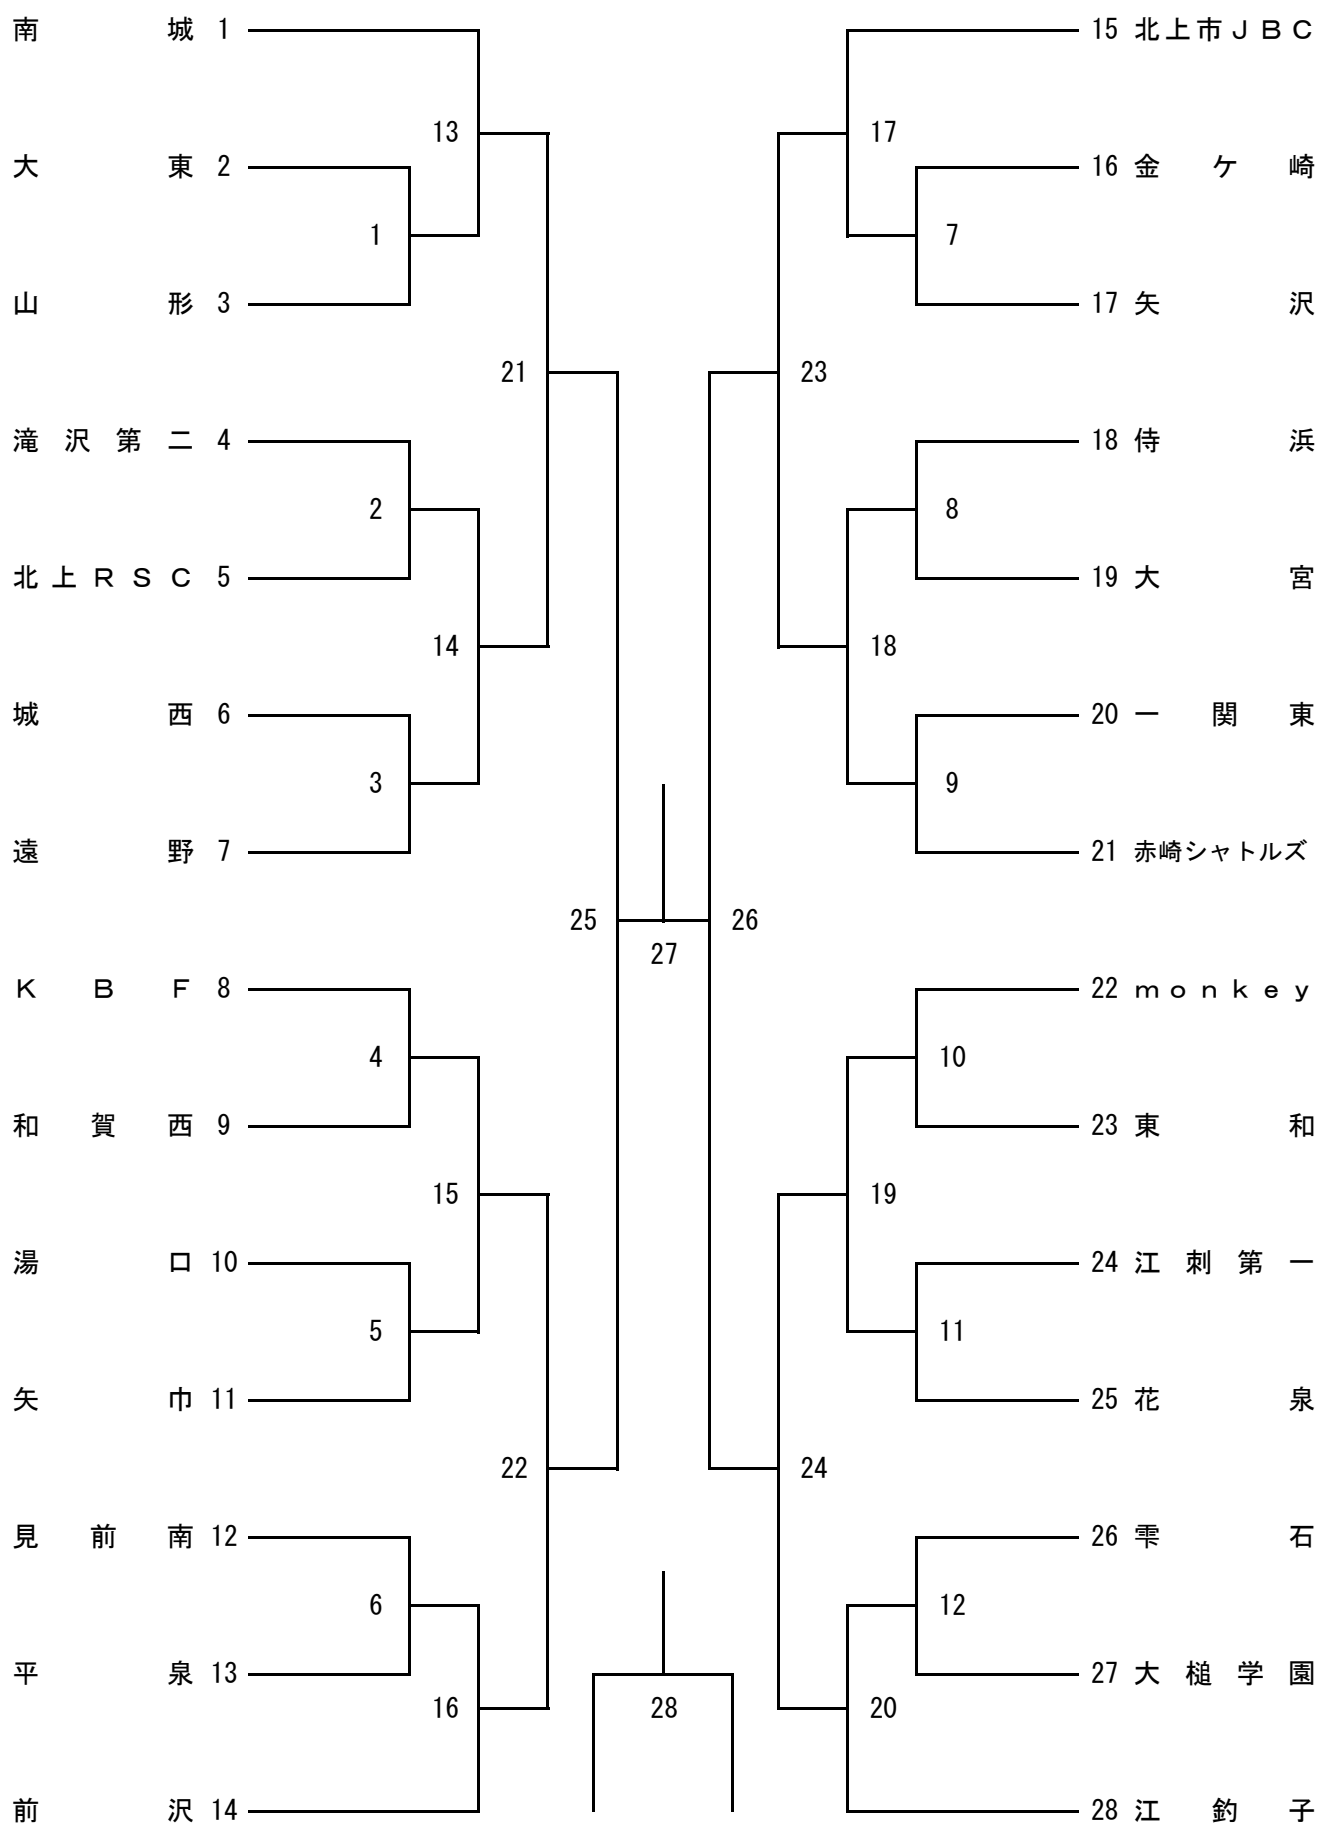 南城 1
15 北上市ＪＢＣ
13
17
大東 2
16 金ケ崎
1
7
山形 3
17 矢沢
21
23
滝沢第二 4
18 侍浜
2
8
北上ＲＳＣ 5
19 大宮
14
18
城西 6
20 一関東
3
9
遠野 7
21 赤崎シャトルズ
25
26
27
ＫＢＦ 8
22 ｍｏｎｋｅｙ
4
10
和賀西 9
23 東和
15
19
湯口 10
24 江刺第一
5
11
矢巾 11
25 花泉
22
24
見前南 12
26 雫石
6
12
平泉 13
27 大槌学園
16
28
20
前沢 14
28 江釣子